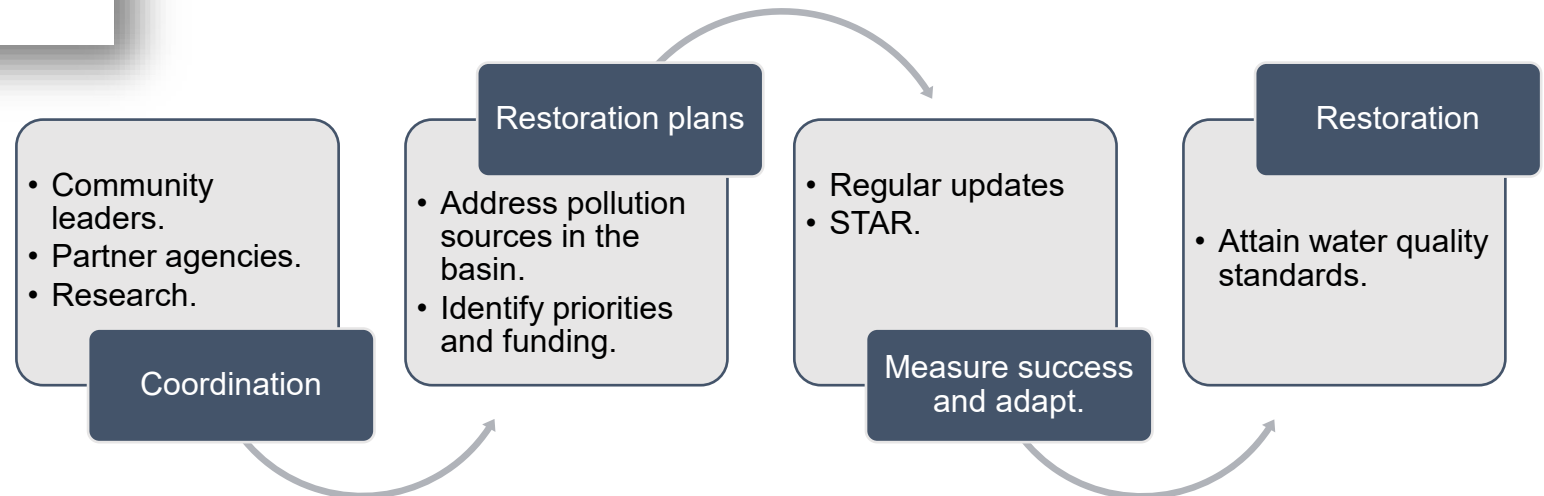 • Community
leaders.
• Partner agencies.
• Research.
Coordination
Restoration plans
• Address pollution
sources in the
basin.
• Identify priorities
and funding.
• Regular updates
• STAR.
Measure success
and adapt.
Restoration
• Attain water quality
standards.